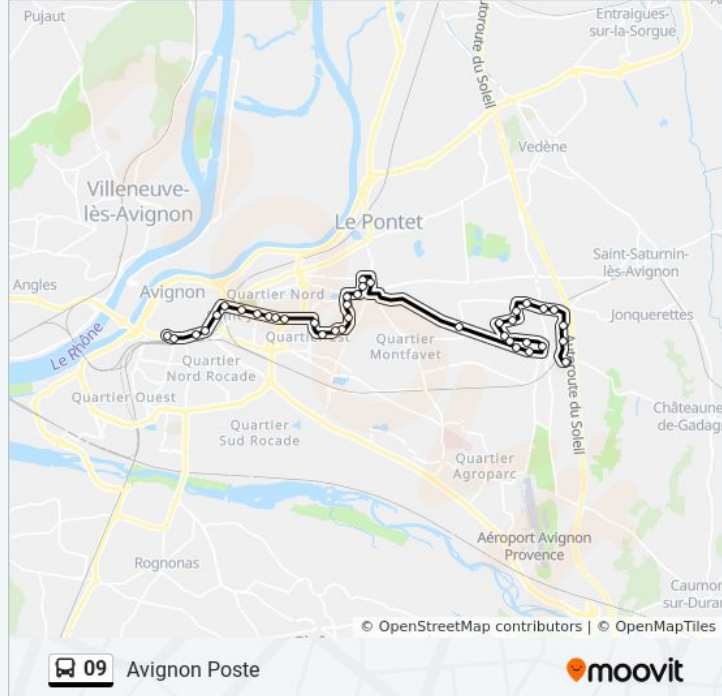 Pujaut
Entraigues-
sur-la-Sorgue
Autoroute du Soleil
Vedène
Villeneuve-
lès-Avignon
Le Pontet
Saint-Saturnin-
lès-Avignon
Angles
Avignon
Quartier Nord
Jonquerettes
Le Rhône
Quartier Est
Quartier
Montfavet
Autoroute du Soleil
Quartier
Nord Rocade
Quartier Ouest
Châteaune
de-Gadag
Quartier
Sud Rocade
Quartier
Agroparc
Aéroport Avignon
Provence
Rognonas
Caumon
sur-Duran
© OpenStreetMap contributors | © OpenMapTiles
09 Avignon Poste
moovit